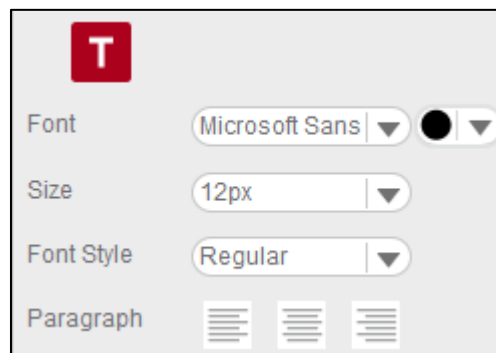 T
Font Microsoft Sans
Size 12px
Font Style Regular
Paragraph